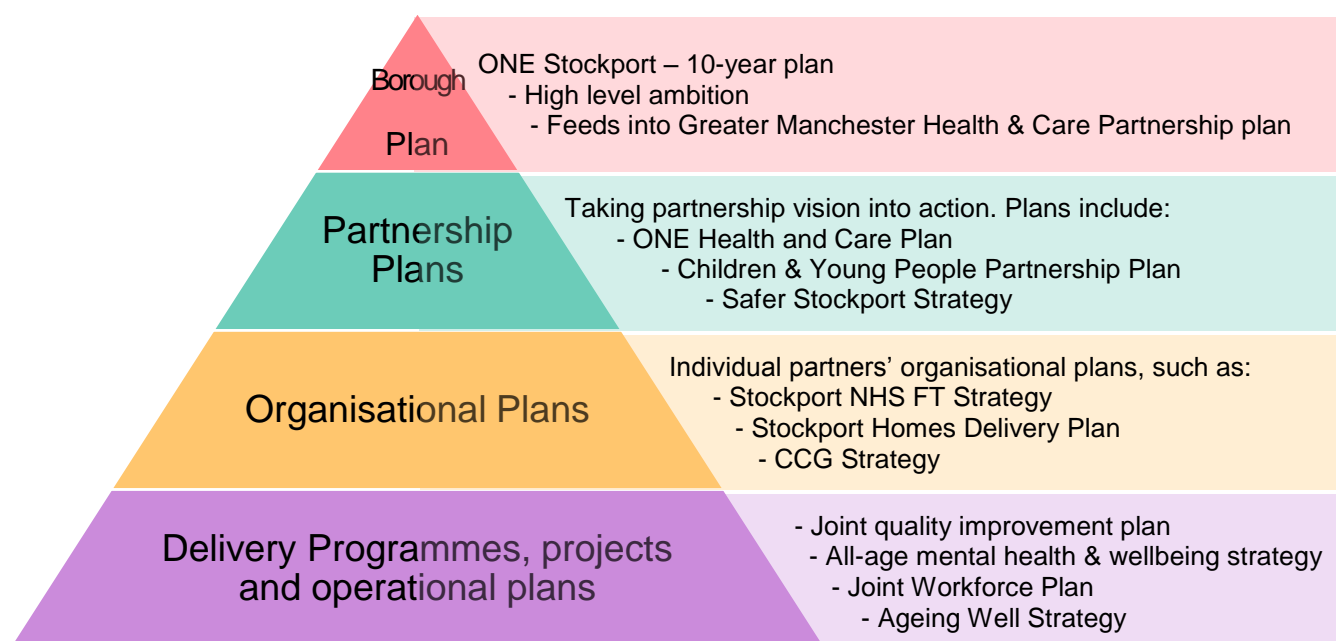 Borough
Plan
ONE Stockport – 10-year plan
- High level ambition
- Feeds into Greater Manchester Health & Care Partnership plan
Partnership
Plans
Taking partnership vision into action. Plans include:
- ONE Health and Care Plan
- Children & Young People Partnership Plan
- Safer Stockport Strategy
Organisational Plans
Individual partners’ organisational plans, such as:
- Stockport NHS FT Strategy
- Stockport Homes Delivery Plan
- CCG Strategy
Delivery Programmes, projects
and operational plans
- Joint quality improvement plan
- All-age mental health & wellbeing strategy
- Joint Workforce Plan
- Ageing Well Strategy